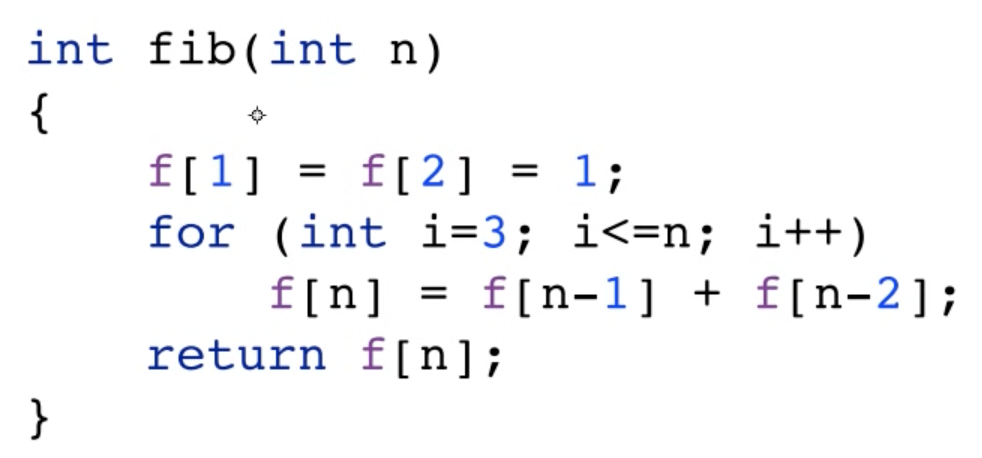 int fib(int n)
{
    f[1] = f[2] = 1;
    for (int i=3; i<=n; i++)
        f[n] = f[n-1] + f[n-2];
    return f[n];
}